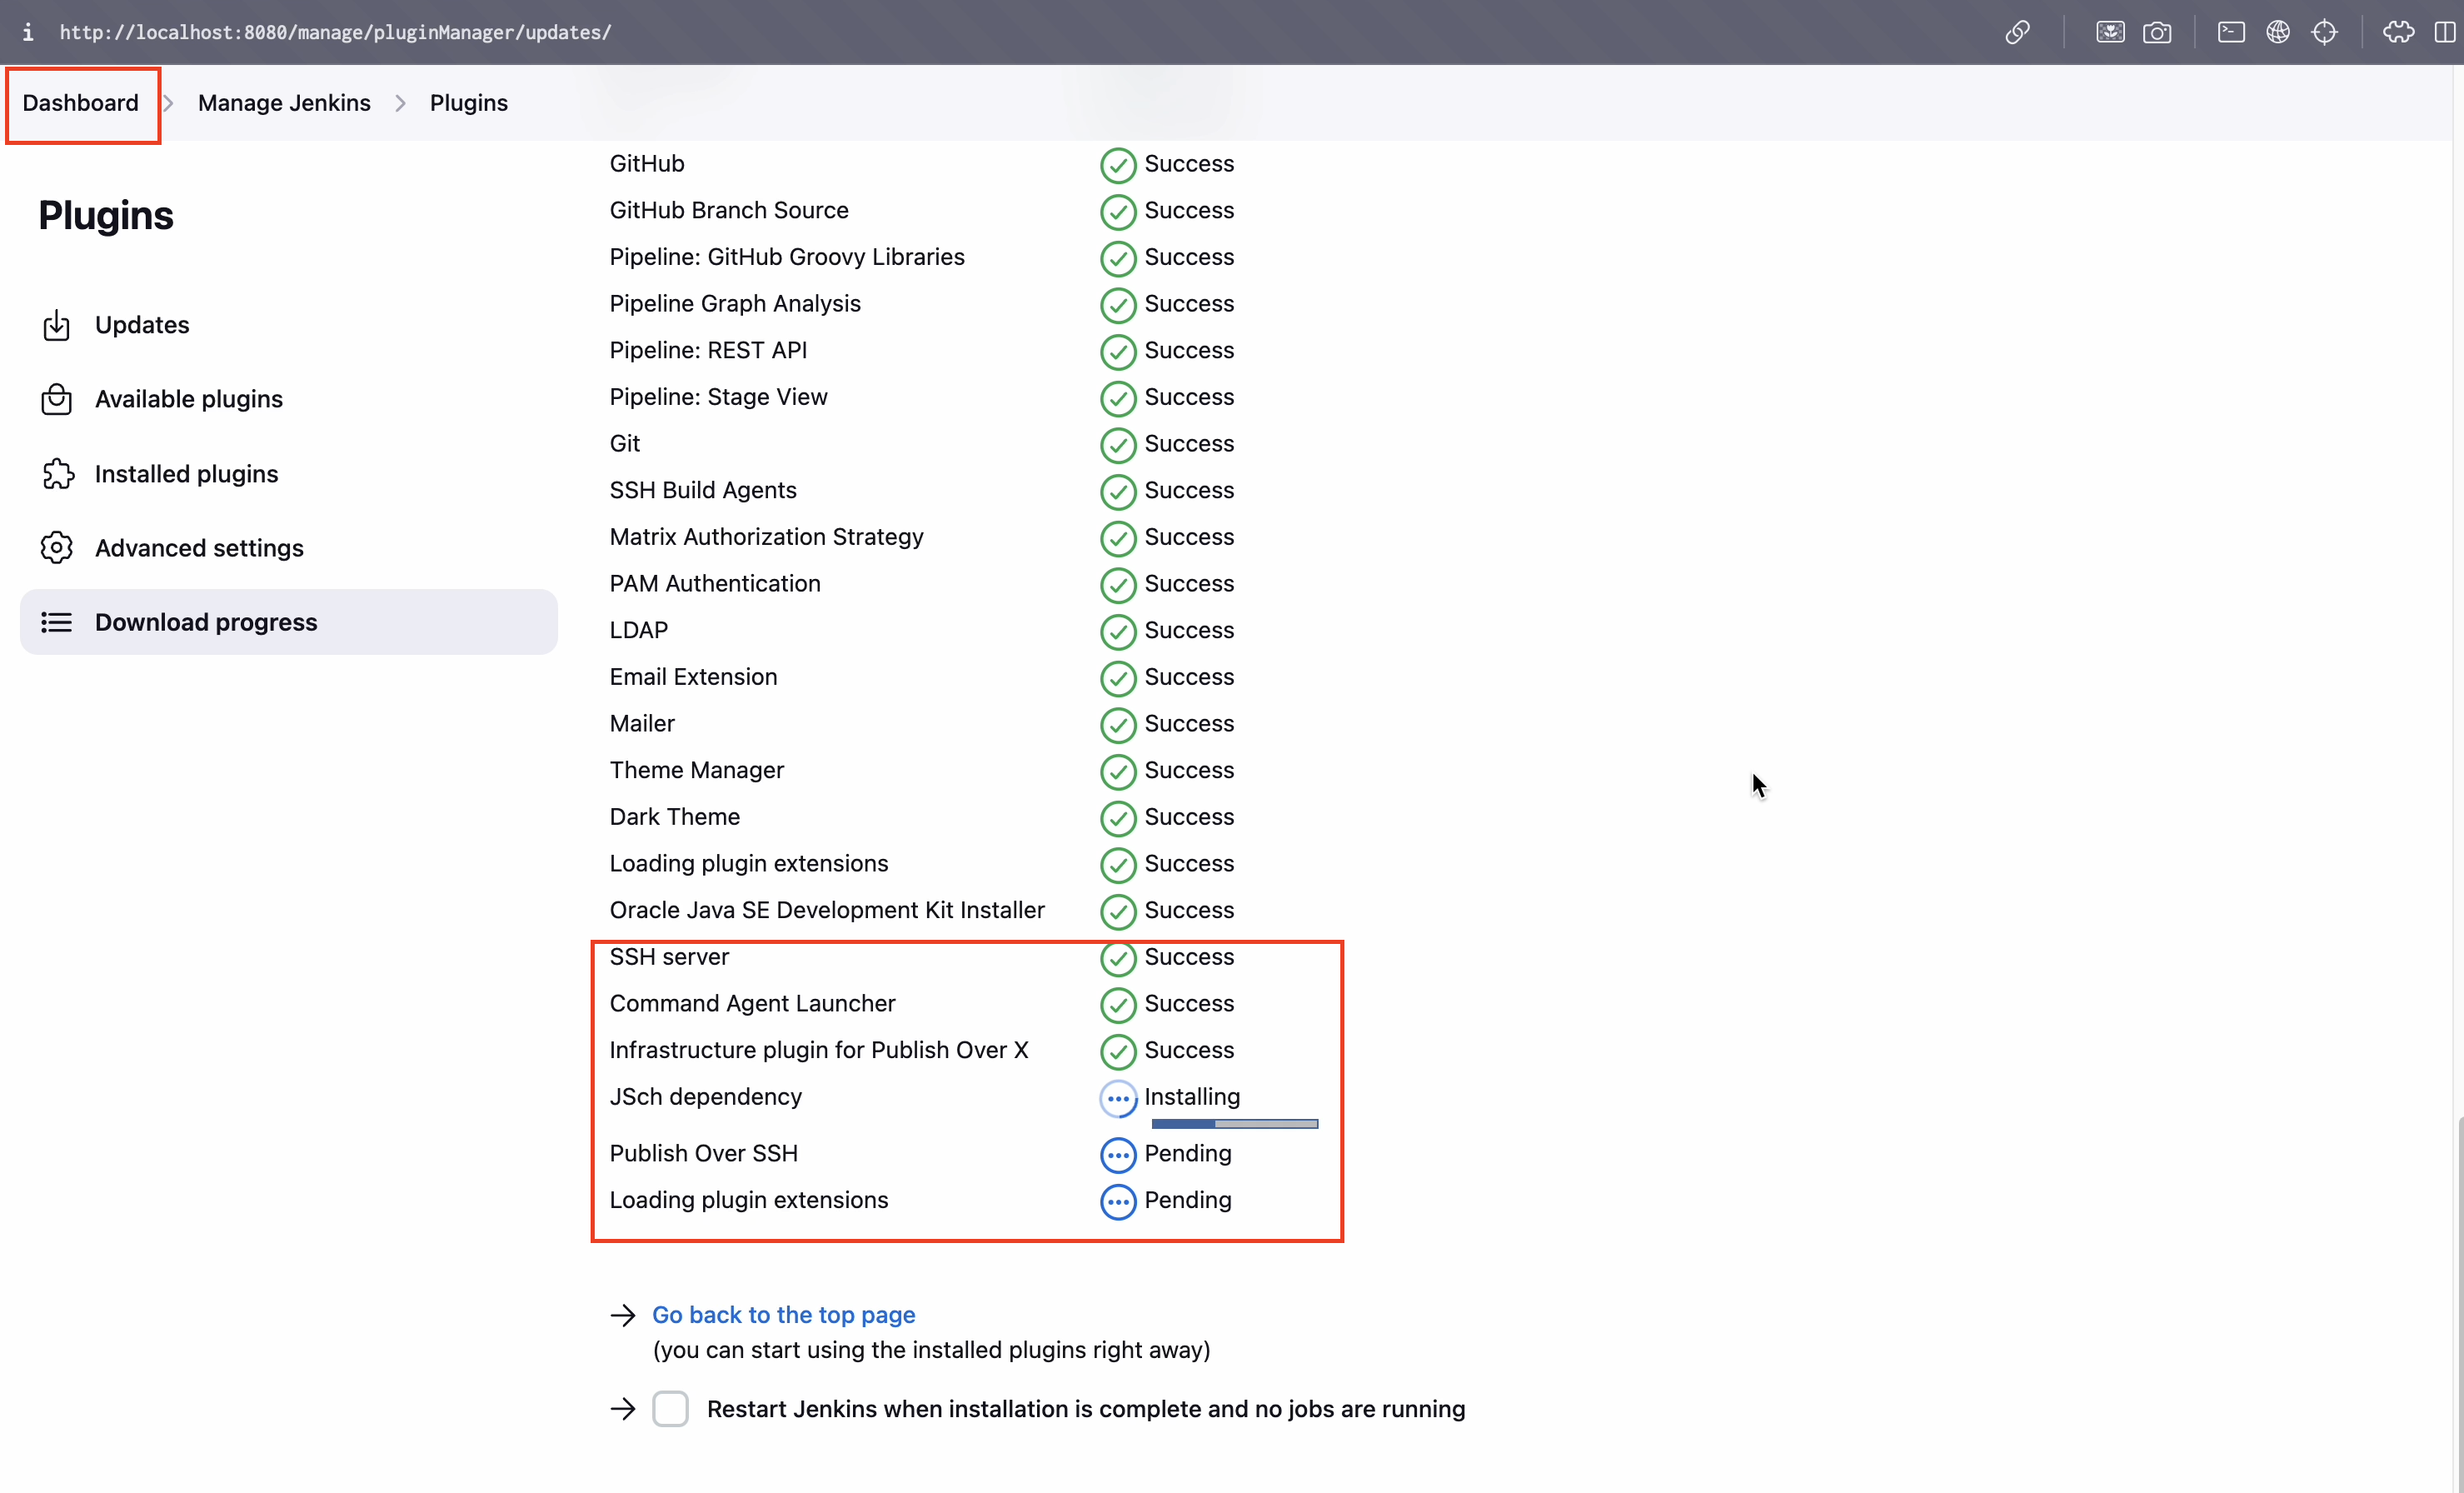 http://localhost:8080/manage/pluginManager/updates/
Dashboard > Manage Jenkins > Plugins
Plugins
Updates
Available plugins
Installed plugins
Advanced settings
Download progress
GitHub Success
GitHub Branch Source Success
Pipeline: GitHub Groovy Libraries Success
Pipeline Graph Analysis Success
Pipeline: REST API Success
Pipeline: Stage View Success
Git Success
SSH Build Agents Success
Matrix Authorization Strategy Success
PAM Authentication Success
LDAP Success
Email Extension Success
Mailer Success
Theme Manager Success
Dark Theme Success
Loading plugin extensions Success
Oracle Java SE Development Kit Installer Success
SSH server Success
Command Agent Launcher Success
Infrastructure plugin for Publish Over X Success
JSch dependency Installing
Publish Over SSH Pending
Loading plugin extensions Pending
Go back to the top page
(you can start using the installed plugins right away)
Restart Jenkins when installation is complete and no jobs are running